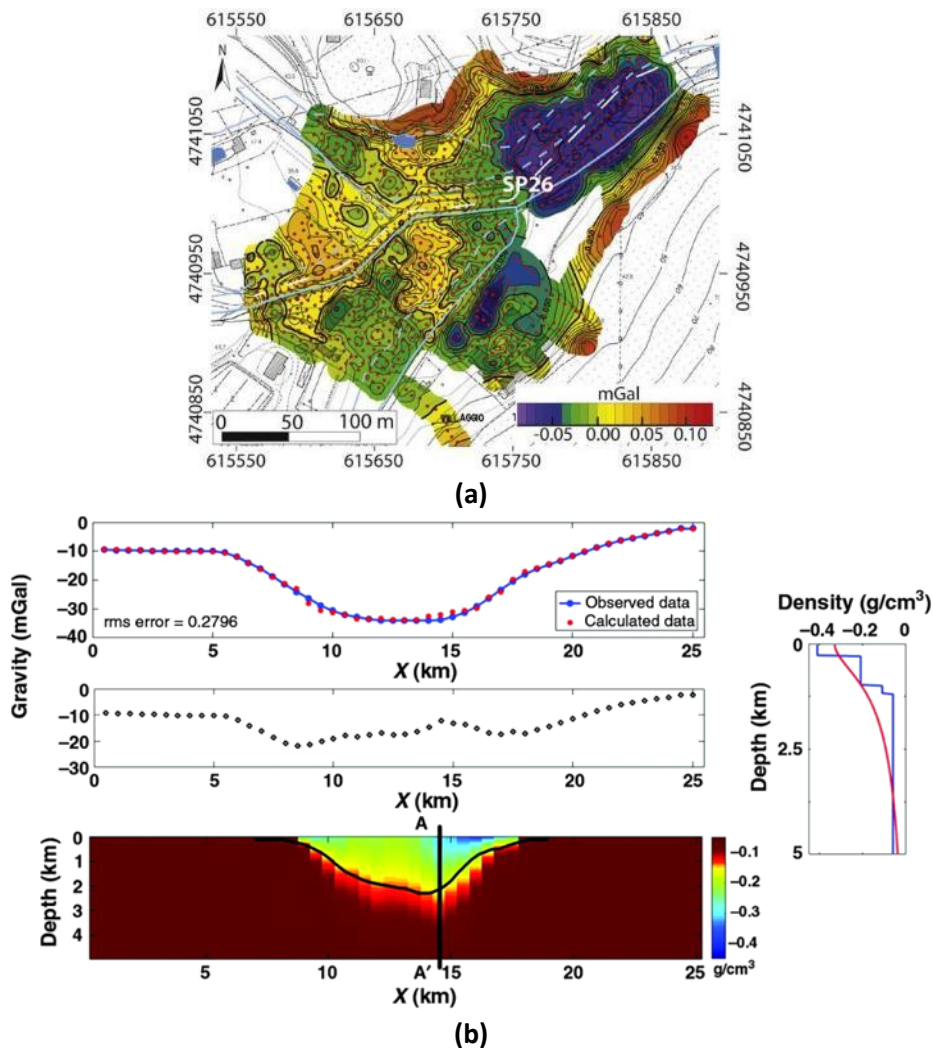 615550 615650 615750 615850
N
4741050 4741050
SP26
4740950 4740950
mGal
4740850 VILLAGGIO -0.05 0.00 0.05 0.10 4740850
0 50 100 m
615550 615650 615750 615850
(a)
Gravity (mGal)
0
−10
−20
−30
−40
rms error = 0.2796
Observed data
Calculated data
0 5 10 15 20 25
X (km)
0
−10
−20
−30
0 5 10 15 20 25
X (km)
Density (g/cm3)
−0.4 −0.2 0
Depth (km)
0
2.5
5
A
Depth (km)
0
1
2
3
4
−0.1
−0.2
−0.3
−0.4
g/cm3
5 10 A′ 15 20 25
X (km)
(b)